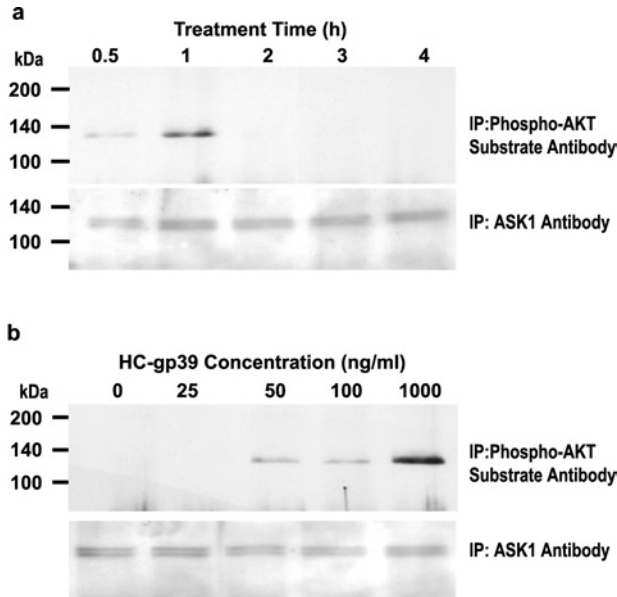 a
Treatment Time (h)
kDa 0.5 1 2 3 4
200
140
100
IP:Phospho-AKT
Substrate Antibody
140
100
IP: ASK1 Antibody
b
HC-gp39 Concentration (ng/ml)
kDa 0 25 50 100 1000
200
140
100
IP:Phospho-AKT
Substrate Antibody
IP: ASK1 Antibody